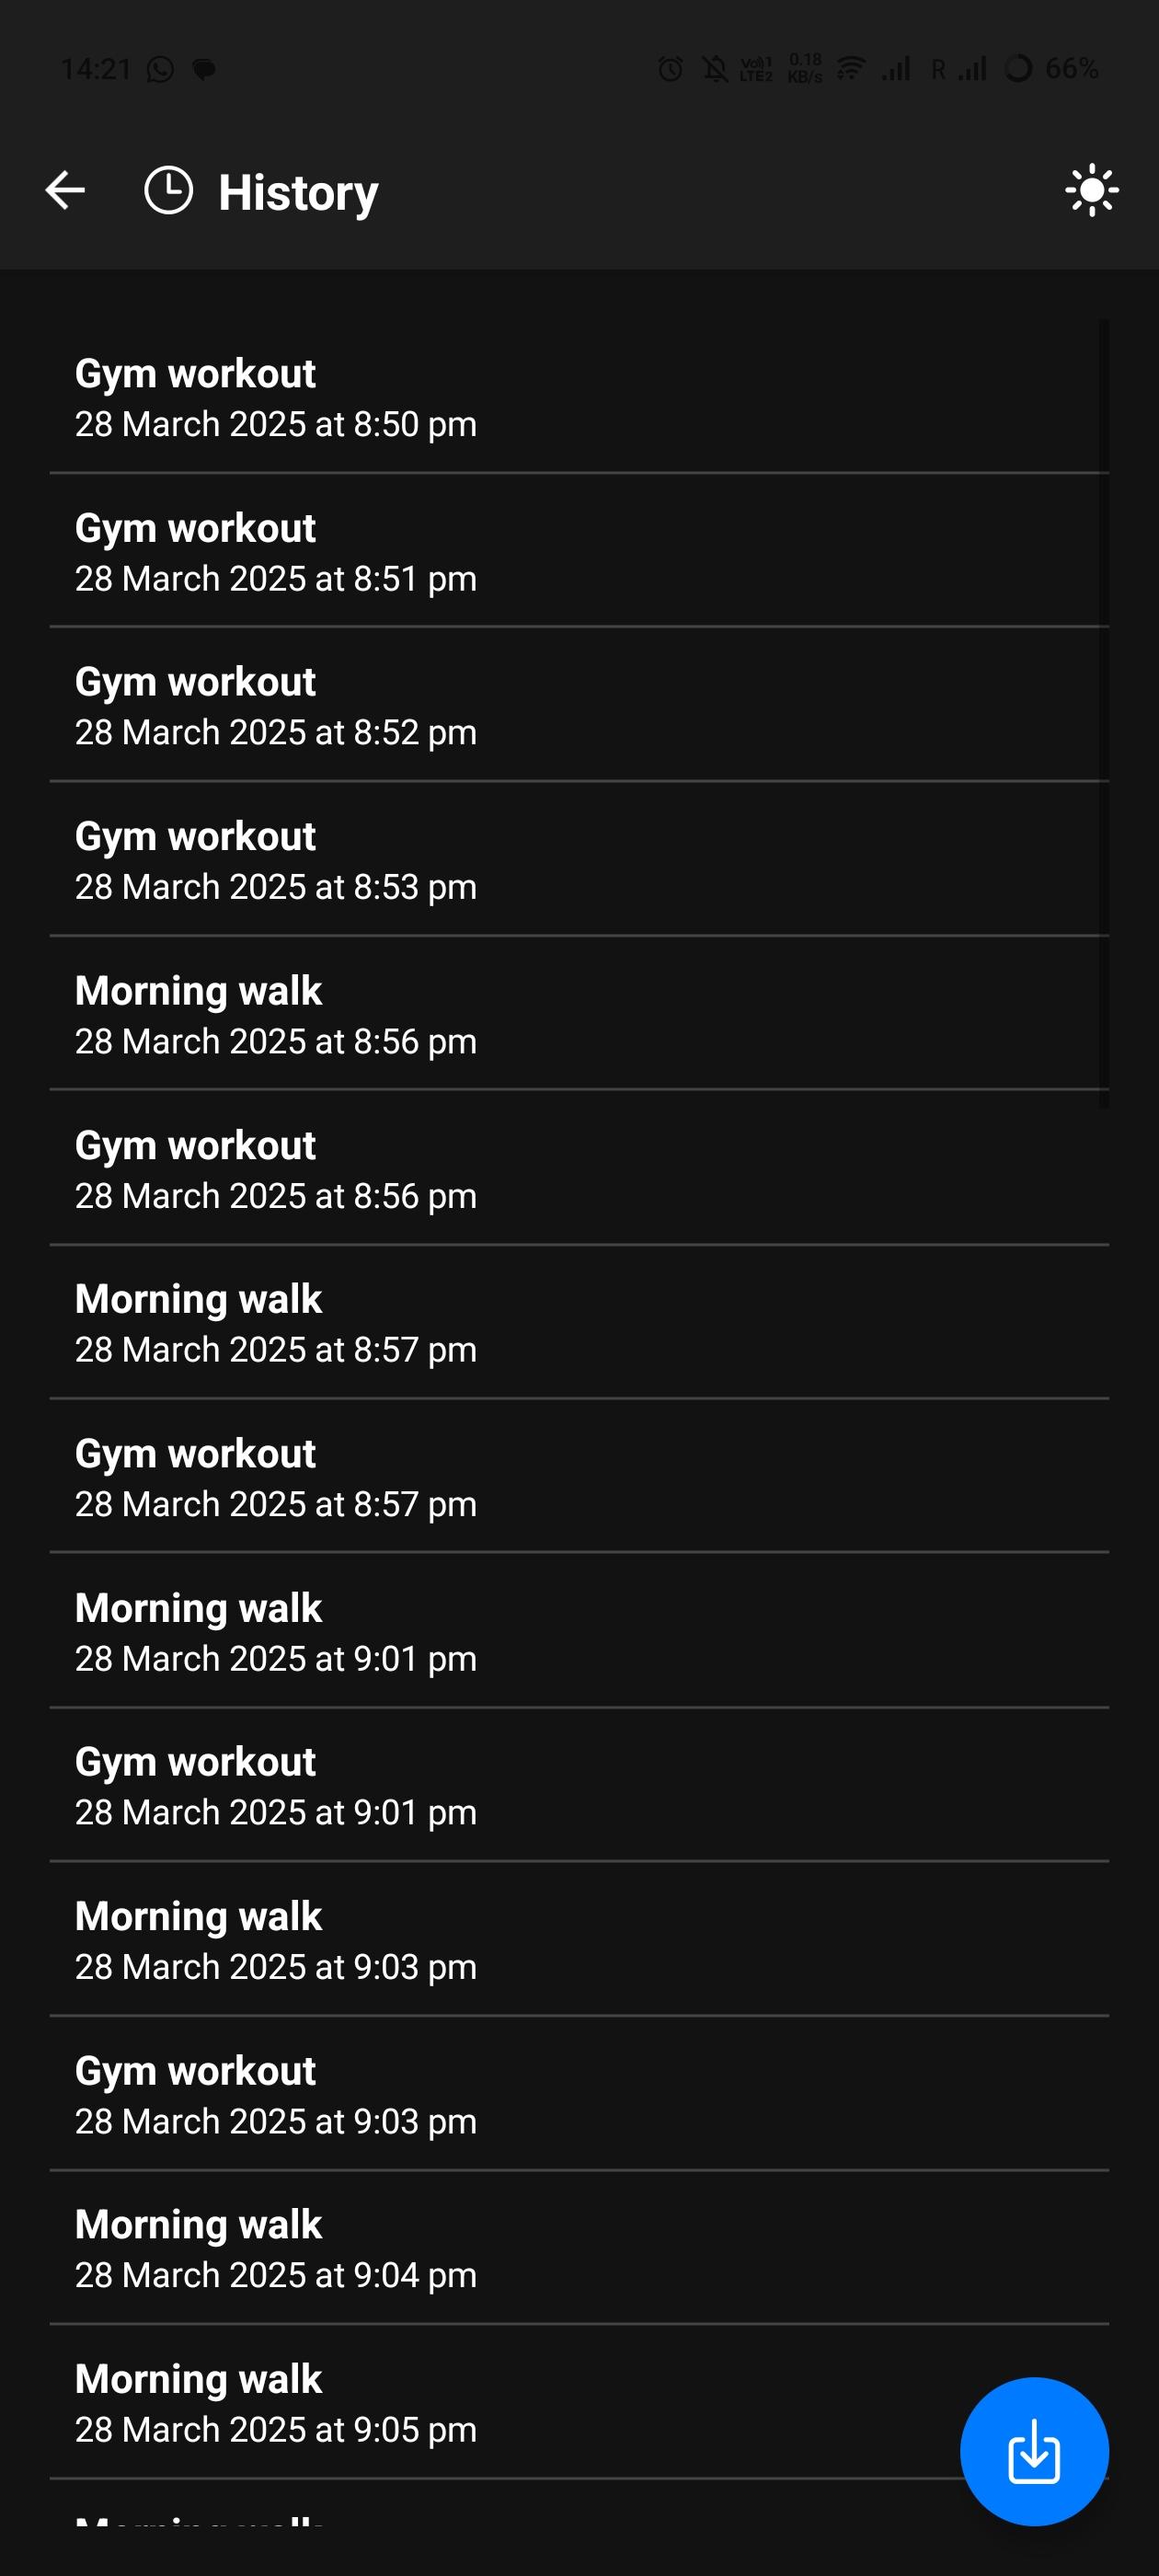 14:21
Vo)) 1
LTE 2
0.18
KB/s
R
66%
History
Gym workout
28 March 2025 at 8:50 pm
Gym workout
28 March 2025 at 8:51 pm
Gym workout
28 March 2025 at 8:52 pm
Gym workout
28 March 2025 at 8:53 pm
Morning walk
28 March 2025 at 8:56 pm
Gym workout
28 March 2025 at 8:56 pm
Morning walk
28 March 2025 at 8:57 pm
Gym workout
28 March 2025 at 8:57 pm
Morning walk
28 March 2025 at 9:01 pm
Gym workout
28 March 2025 at 9:01 pm
Morning walk
28 March 2025 at 9:03 pm
Gym workout
28 March 2025 at 9:03 pm
Morning walk
28 March 2025 at 9:04 pm
Morning walk
28 March 2025 at 9:05 pm
Morning walk